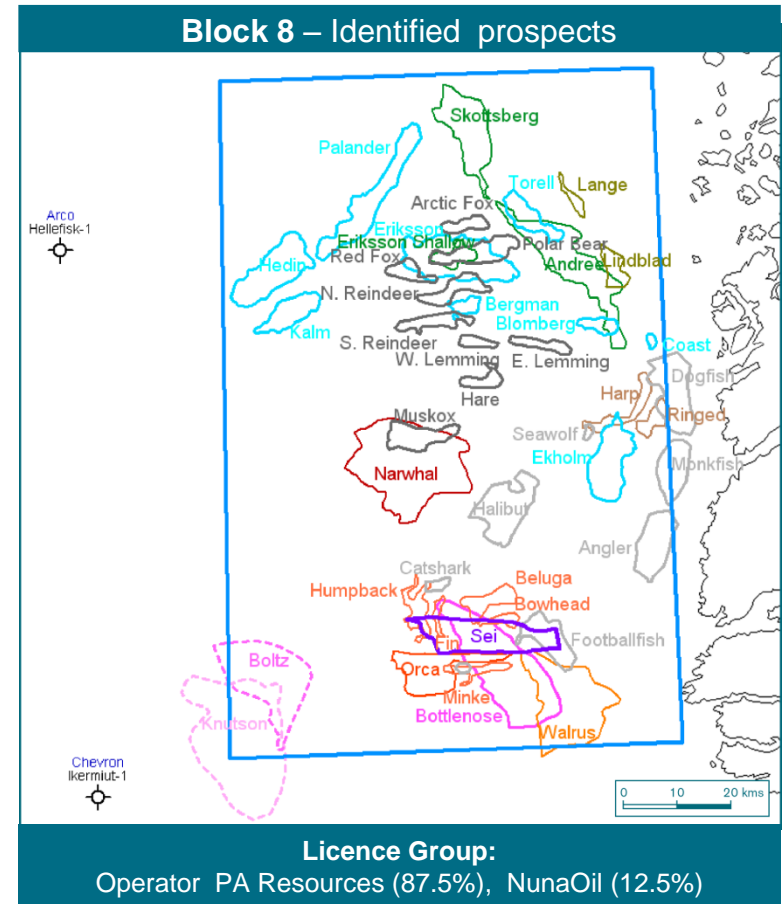 Block 8 – Identified prospects
Skottsberg
Palander
Torell
Lange
Arctic Fox
Arco
Hellefisk-1
Eriksson
Eriksson Shallow
Polar Bear
Red Fox
Andree
Lindblad
Hedin
N. Reindeer
Bergman
Kalm
Blomberg
S. Reindeer
W. Lemming
E. Lemming
Coast
Dogfish
Hare
Harp
Muskox
Ringed
Seawolf
Ekholm
Narwhal
Monkfish
Halibut
Angler
Catshark
Humpback
Beluga
Bowhead
Fin
Sei
Footballfish
Boltz
Orca
Minke
Bottlenose
Knutson
Walrus
Chevron
Ikermiut-1
0 10 20 kms
Licence Group:
Operator PA Resources (87.5%), NunaOil (12.5%)